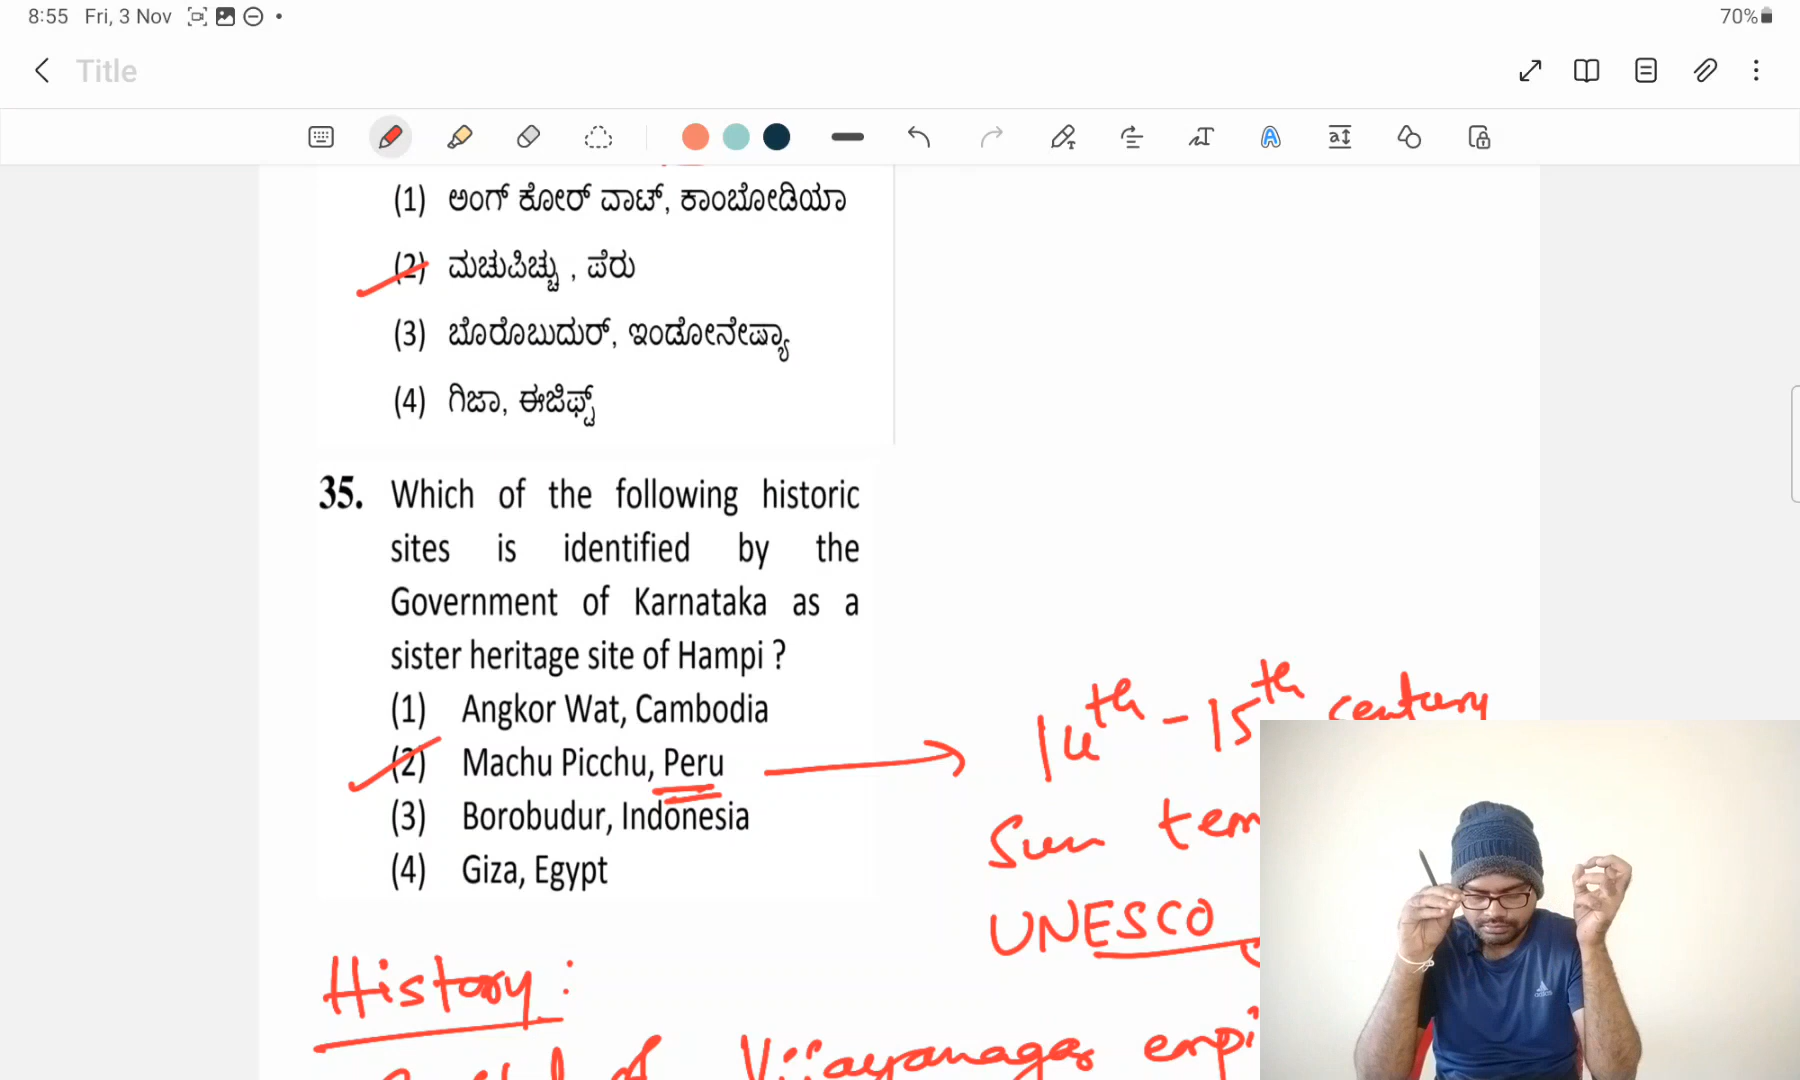 8:55 Fri, 3 Nov
70%
Title
(1) ಅಂಗ್ ಕೋರ್ ವಾಟ್, ಕಾಂಬೋಡಿಯಾ
(2) ಮಚುಪಿಚ್ಚು , ಪೆರು
(3) ಬೊರೊಬುದುರ್, ಇಂಡೋನೇಷ್ಯಾ
(4) ಗಿಜಾ, ಈಜಿಫ್ಟ್
35. Which of the following historic
sites is identified by the
Government of Karnataka as a
sister heritage site of Hampi ?
(1) Angkor Wat, Cambodia
(2) Machu Picchu, Peru
(3) Borobudur, Indonesia
(4) Giza, Egypt
14th - 15th century
Sun tem
UNESCO
History :
of Vijayanagar empi
adidas